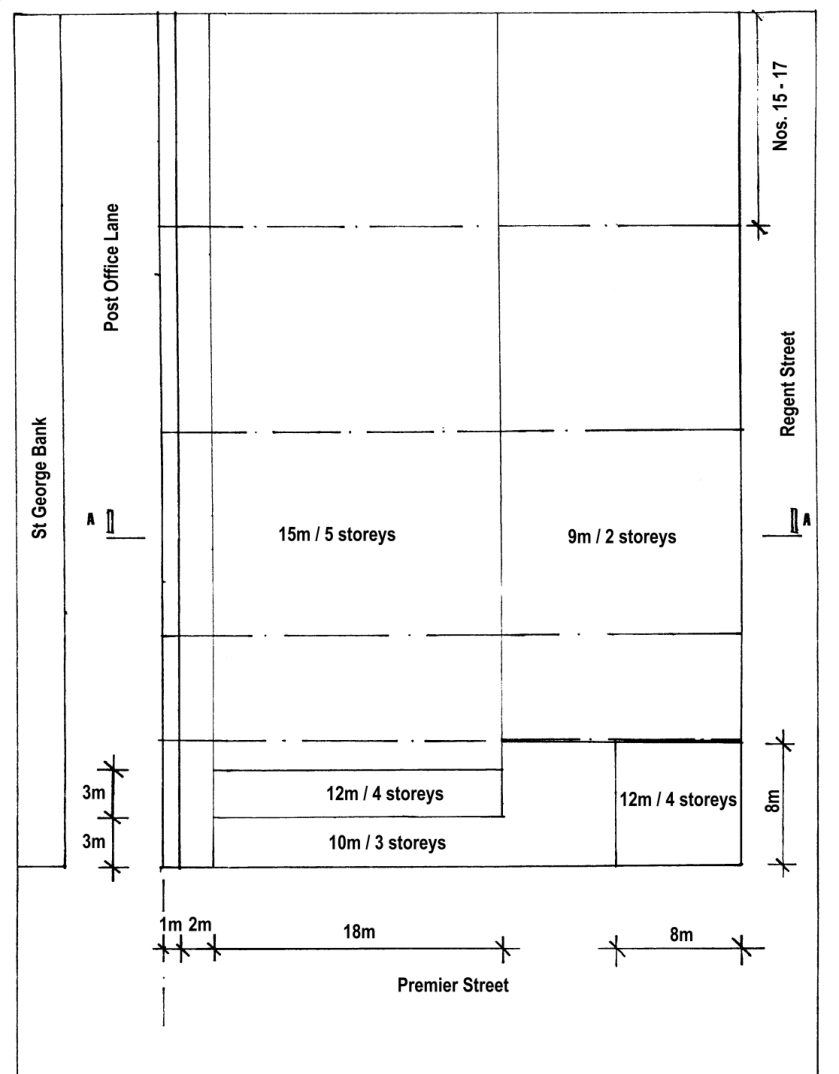 Nos. 15 - 17
Post Office Lane
Regent Street
St George Bank
A
A
15m / 5 storeys
9m / 2 storeys
3m
12m / 4 storeys
12m / 4 storeys
8m
3m
10m / 3 storeys
1m
2m
18m
8m
Premier Street